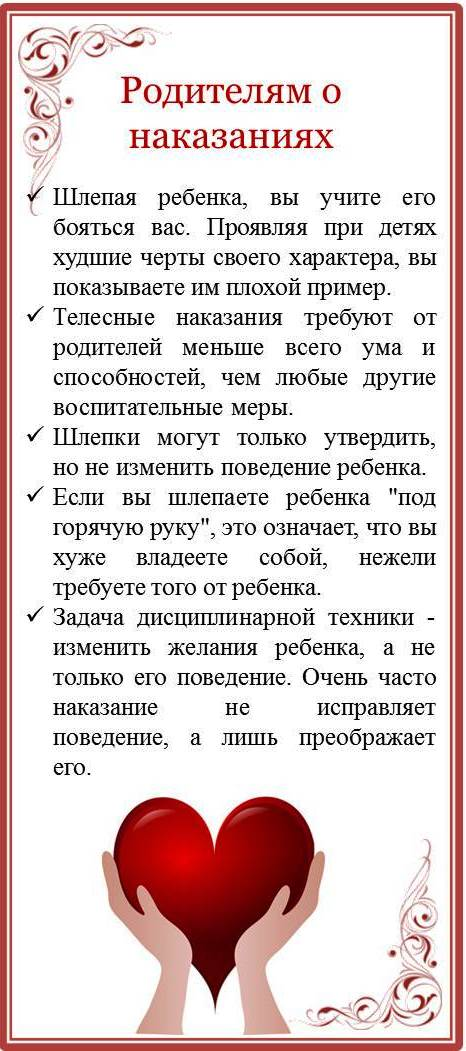 Родителям о
наказаниях
✓ Шлепая ребенка, вы учите его
бояться вас. Проявляя при детях
худшие черты своего характера, вы
показываете им плохой пример.
✓ Телесные наказания требуют от
родителей меньше всего ума и
способностей, чем любые другие
воспитательные меры.
✓ Шлепки могут только утвердить,
но не изменить поведение ребенка.
✓ Если вы шлепаете ребенка "под
горячую руку", это означает, что вы
хуже владеете собой, нежели
требуете того от ребенка.
✓ Задача дисциплинарной техники -
изменить желания ребенка, а не
только его поведение. Очень часто
наказание не исправляет
поведение, а лишь преображает
его.